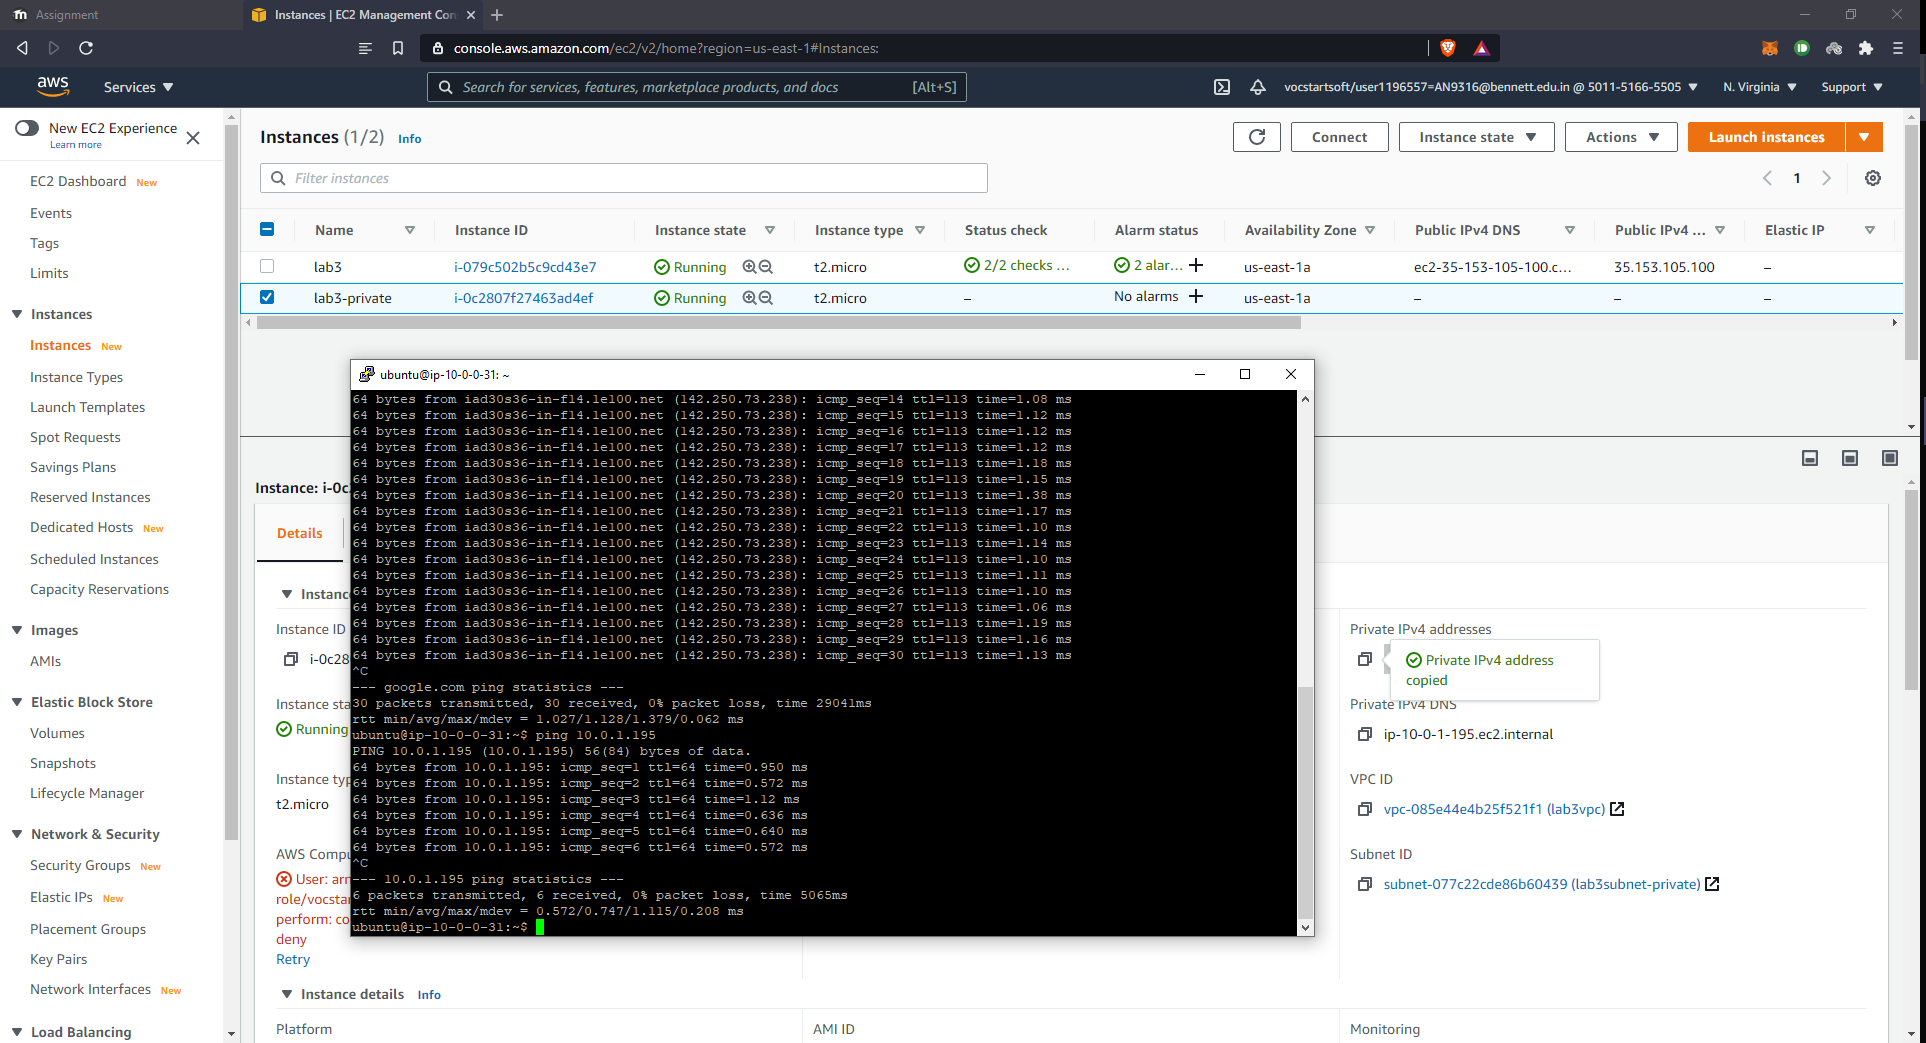 Assignment
Instances | EC2 Management Con
console.aws.amazon.com/ec2/v2/home?region=us-east-1#Instances:
aws
Services
Search for services, features, marketplace products, and docs
[Alt+S]
vocstartsoft/user1196557=AN9316@bennett.edu.in @ 5011-5166-5505
N. Virginia
Support
New EC2 Experience
Learn more
EC2 Dashboard New
Events
Tags
Limits
Instances
Instances New
Instance Types
Launch Templates
Spot Requests
Savings Plans
Reserved Instances
Dedicated Hosts New
Scheduled Instances
Capacity Reservations
Images
AMIs
Elastic Block Store
Volumes
Snapshots
Lifecycle Manager
Network & Security
Security Groups New
Elastic IPs New
Placement Groups
Key Pairs
Network Interfaces New
Load Balancing
Instances (1/2) Info
Connect
Instance state
Actions
Launch instances
Filter instances
1
Name Instance ID Instance state Instance type Status check Alarm status Availability Zone Public IPv4 DNS Public IPv4 ... Elastic IP
lab3 i-079c502b5c9cd43e7 Running t2.micro 2/2 checks ... 2 alar... + us-east-1a ec2-35-153-105-100.c... 35.153.105.100 –
lab3-private i-0c2807f27463ad4ef Running t2.micro – No alarms + us-east-1a – – –
ubuntu@ip-10-0-0-31: ~
64 bytes from iad30s36-in-f14.1e100.net (142.250.73.238): icmp_seq=14 ttl=113 time=1.08 ms
64 bytes from iad30s36-in-f14.1e100.net (142.250.73.238): icmp_seq=15 ttl=113 time=1.12 ms
64 bytes from iad30s36-in-f14.1e100.net (142.250.73.238): icmp_seq=16 ttl=113 time=1.12 ms
64 bytes from iad30s36-in-f14.1e100.net (142.250.73.238): icmp_seq=17 ttl=113 time=1.12 ms
64 bytes from iad30s36-in-f14.1e100.net (142.250.73.238): icmp_seq=18 ttl=113 time=1.18 ms
64 bytes from iad30s36-in-f14.1e100.net (142.250.73.238): icmp_seq=19 ttl=113 time=1.15 ms
64 bytes from iad30s36-in-f14.1e100.net (142.250.73.238): icmp_seq=20 ttl=113 time=1.38 ms
64 bytes from iad30s36-in-f14.1e100.net (142.250.73.238): icmp_seq=21 ttl=113 time=1.17 ms
64 bytes from iad30s36-in-f14.1e100.net (142.250.73.238): icmp_seq=22 ttl=113 time=1.10 ms
64 bytes from iad30s36-in-f14.1e100.net (142.250.73.238): icmp_seq=23 ttl=113 time=1.14 ms
64 bytes from iad30s36-in-f14.1e100.net (142.250.73.238): icmp_seq=24 ttl=113 time=1.10 ms
64 bytes from iad30s36-in-f14.1e100.net (142.250.73.238): icmp_seq=25 ttl=113 time=1.11 ms
64 bytes from iad30s36-in-f14.1e100.net (142.250.73.238): icmp_seq=26 ttl=113 time=1.10 ms
64 bytes from iad30s36-in-f14.1e100.net (142.250.73.238): icmp_seq=27 ttl=113 time=1.06 ms
64 bytes from iad30s36-in-f14.1e100.net (142.250.73.238): icmp_seq=28 ttl=113 time=1.19 ms
64 bytes from iad30s36-in-f14.1e100.net (142.250.73.238): icmp_seq=29 ttl=113 time=1.16 ms
64 bytes from iad30s36-in-f14.1e100.net (142.250.73.238): icmp_seq=30 ttl=113 time=1.13 ms
^C
--- google.com ping statistics ---
30 packets transmitted, 30 received, 0% packet loss, time 29041ms
rtt min/avg/max/mdev = 1.027/1.128/1.379/0.062 ms
ubuntu@ip-10-0-0-31:~$ ping 10.0.1.195
PING 10.0.1.195 (10.0.1.195) 56(84) bytes of data.
64 bytes from 10.0.1.195: icmp_seq=1 ttl=64 time=0.950 ms
64 bytes from 10.0.1.195: icmp_seq=2 ttl=64 time=0.572 ms
64 bytes from 10.0.1.195: icmp_seq=3 ttl=64 time=1.12 ms
64 bytes from 10.0.1.195: icmp_seq=4 ttl=64 time=0.636 ms
64 bytes from 10.0.1.195: icmp_seq=5 ttl=64 time=0.640 ms
64 bytes from 10.0.1.195: icmp_seq=6 ttl=64 time=0.572 ms
^C
--- 10.0.1.195 ping statistics ---
6 packets transmitted, 6 received, 0% packet loss, time 5065ms
rtt min/avg/max/mdev = 0.572/0.747/1.115/0.208 ms
ubuntu@ip-10-0-0-31:~$
Instance: i-0c
Details
Instanc
Instance ID
i-0c28
Instance sta
Running
Instance typ
t2.micro
AWS Compu
User: arn
role/vocstar
perform: co
deny
Retry
Private IPv4 addresses
Private IPv4 address
copied
Private IPv4 DNS
ip-10-0-1-195.ec2.internal
VPC ID
vpc-085e44e4b25f521f1 (lab3vpc)
Subnet ID
subnet-077c22cde86b60439 (lab3subnet-private)
Instance details Info
Platform
AMI ID
Monitoring